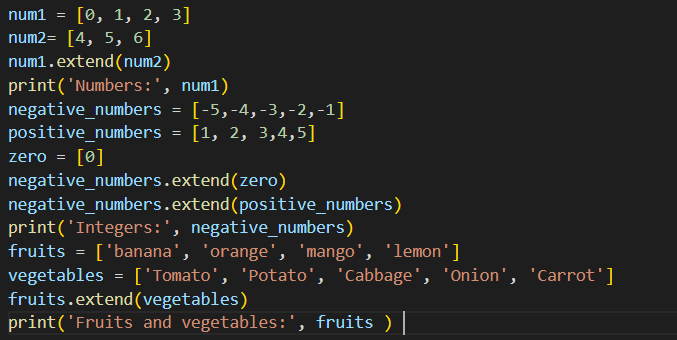 num1 = [0, 1, 2, 3]
num2= [4, 5, 6]
num1.extend(num2)
print('Numbers:', num1)
negative_numbers = [-5,-4,-3,-2,-1]
positive_numbers = [1, 2, 3,4,5]
zero = [0]
negative_numbers.extend(zero)
negative_numbers.extend(positive_numbers)
print('Integers:', negative_numbers)
fruits = ['banana', 'orange', 'mango', 'lemon']
vegetables = ['Tomato', 'Potato', 'Cabbage', 'Onion', 'Carrot']
fruits.extend(vegetables)
print('Fruits and vegetables:', fruits )